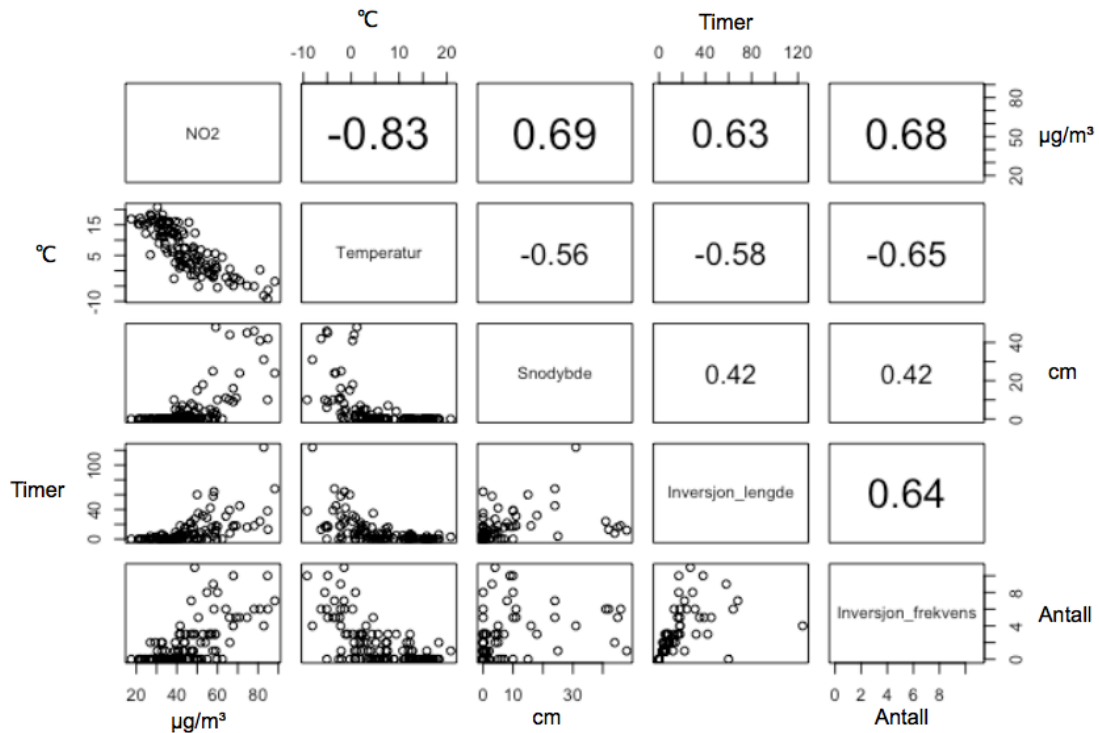 ℃ Timer
-10 0 10 20 0 40 80 120
NO2 -0.83 0.69 0.63 0.68 20 50 80 µg/m³
℃ -10 5 15 Temperatur -0.56 -0.58 -0.65
Snodybde 0.42 0.42 0 20 40 cm
Timer 0 40 100 Inversjon_lengde 0.64
Inversjon_frekvens 0 4 8 Antall
20 40 60 80 0 10 30 0 2 4 6 8
µg/m³ cm Antall